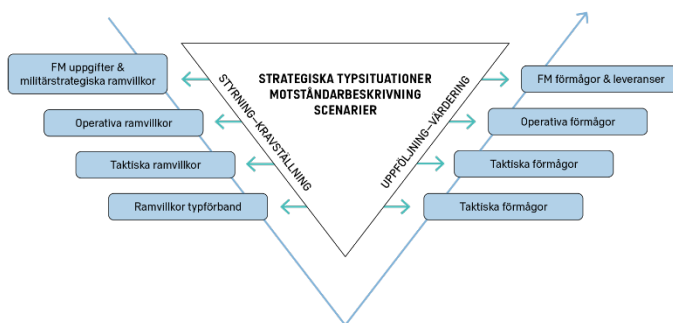 STRATEGISKA TYPSITUATIONER
MOTSTÅNDARBESKRIVNING
SCENARIER
STYRNING–KRAVSTÄLLNING
UPPFÖLJNING–VÄRDERING
FM uppgifter &
militärstrategiska ramvillkor
Operativa ramvillkor
Taktiska ramvillkor
Ramvillkor typförband
FM förmågor & leveranser
Operativa förmågor
Taktiska förmågor
Taktiska förmågor